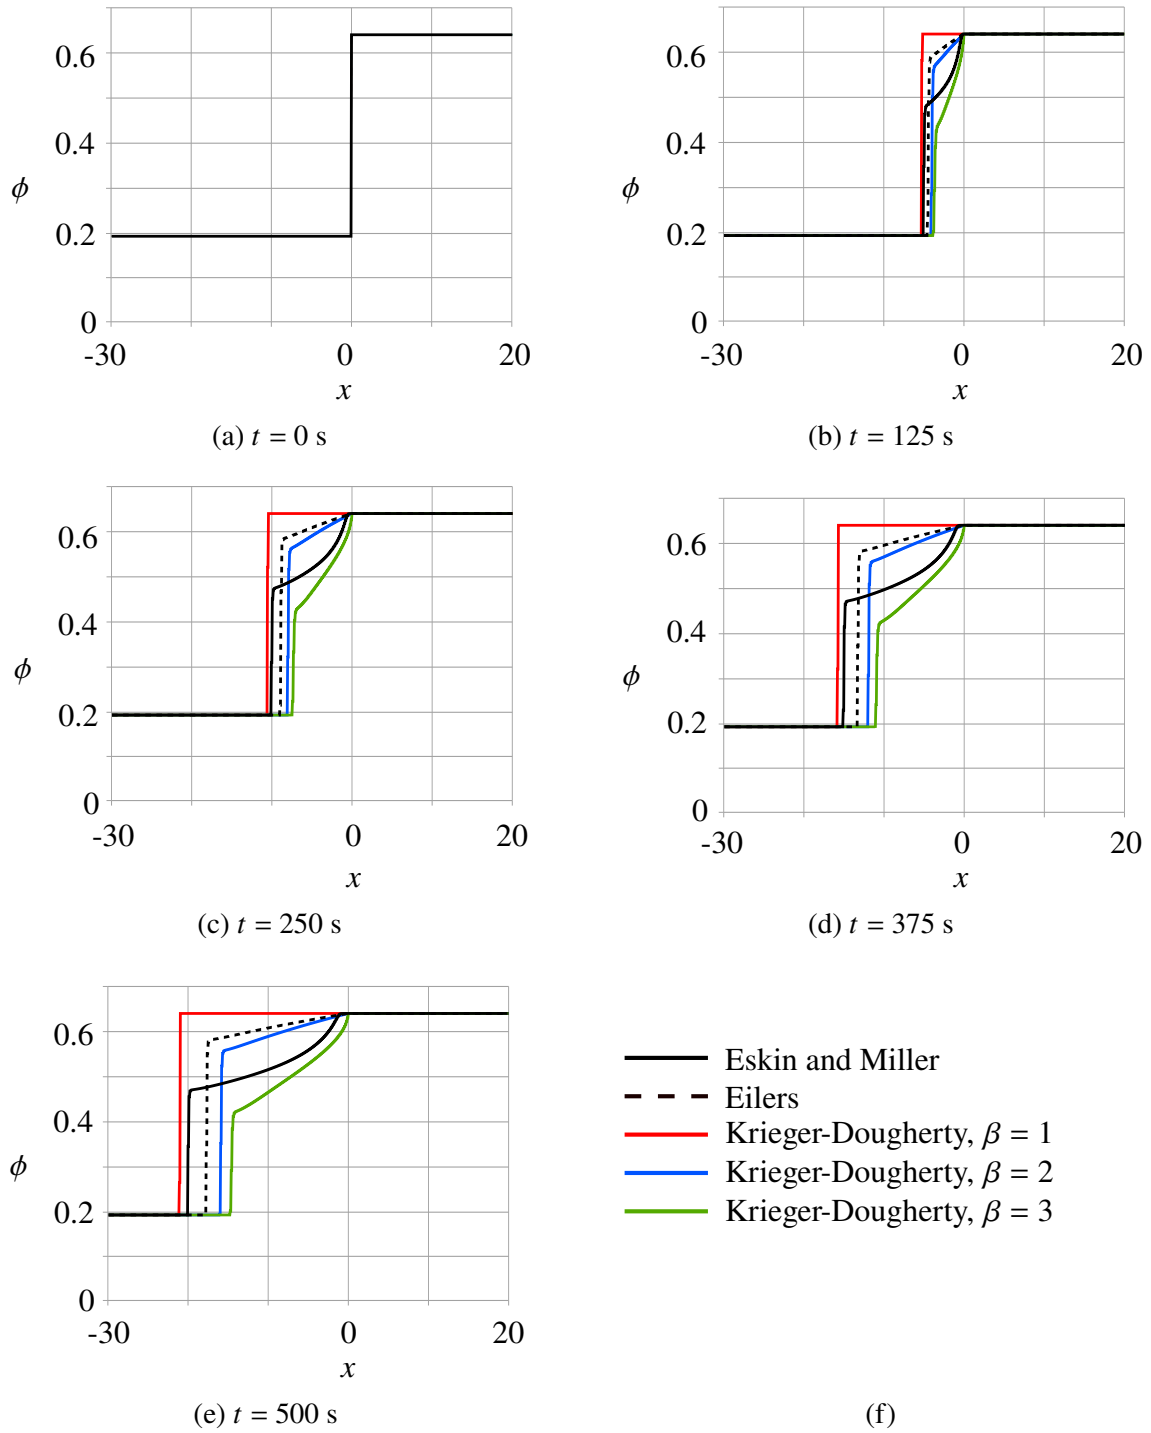 0.6
0.4
ϕ
0.2
0
-30 0 20
x
(a) t = 0 s
0.6
0.4
ϕ
0.2
0
-30 0 20
x
(b) t = 125 s
0.6
0.4
ϕ
0.2
0
-30 0 20
x
(c) t = 250 s
0.6
0.4
ϕ
0.2
0
-30 0 20
x
(d) t = 375 s
0.6
0.4
ϕ
0.2
0
-30 0 20
x
(e) t = 500 s
Eskin and Miller
Eilers
Krieger-Dougherty, β = 1
Krieger-Dougherty, β = 2
Krieger-Dougherty, β = 3
(f)